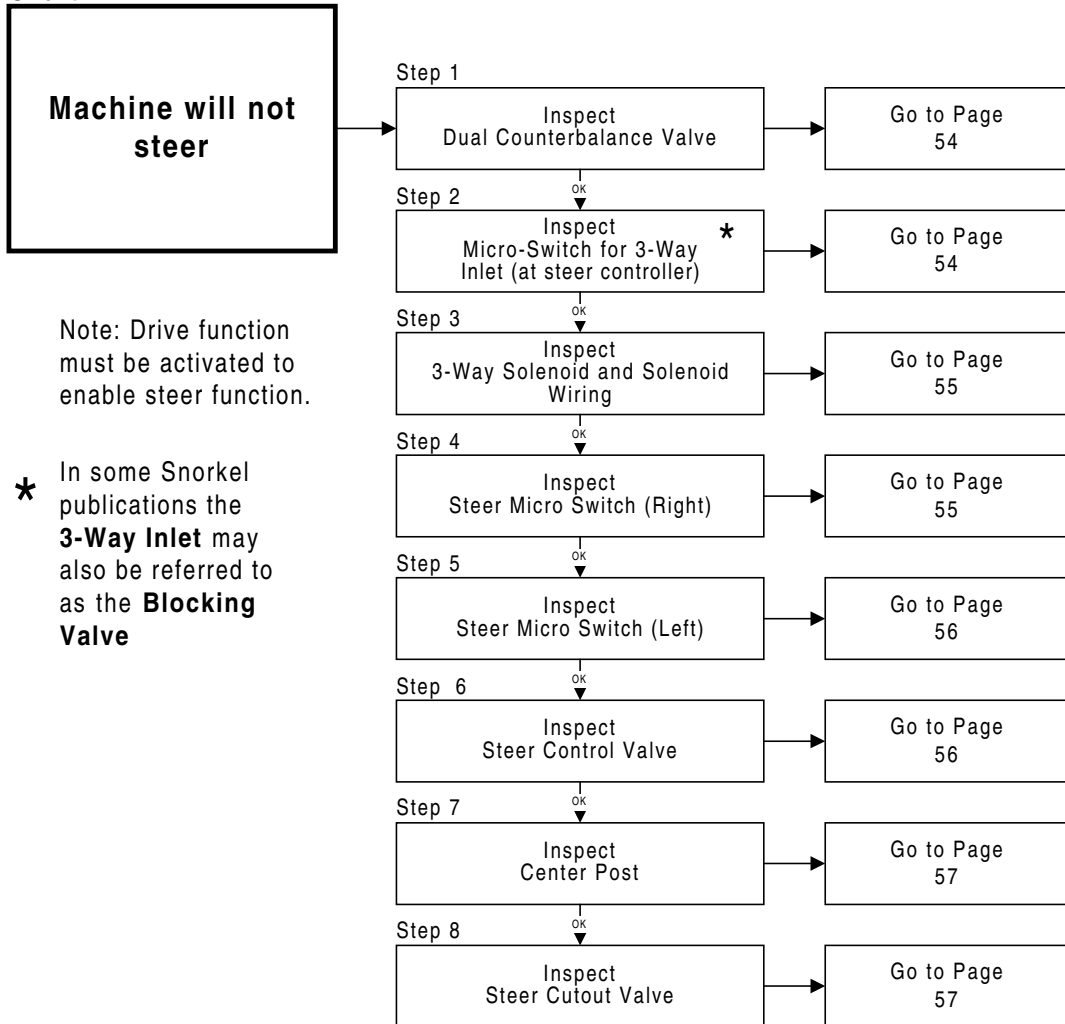 Machine will not
steer
Step 1
Inspect
Dual Counterbalance Valve
Go to Page
54
OK
Step 2
Inspect
Micro-Switch for 3-Way
Inlet (at steer controller)
*
Go to Page
54
OK
Step 3
Inspect
3-Way Solenoid and Solenoid
Wiring
Go to Page
55
OK
Step 4
Inspect
Steer Micro Switch (Right)
Go to Page
55
OK
Step 5
Inspect
Steer Micro Switch (Left)
Go to Page
56
OK
Step 6
Inspect
Steer Control Valve
Go to Page
56
OK
Step 7
Inspect
Center Post
Go to Page
57
OK
Step 8
Inspect
Steer Cutout Valve
Go to Page
57
Note: Drive function
must be activated to
enable steer function.
* In some Snorkel
publications the
3-Way Inlet may
also be referred to
as the Blocking
Valve